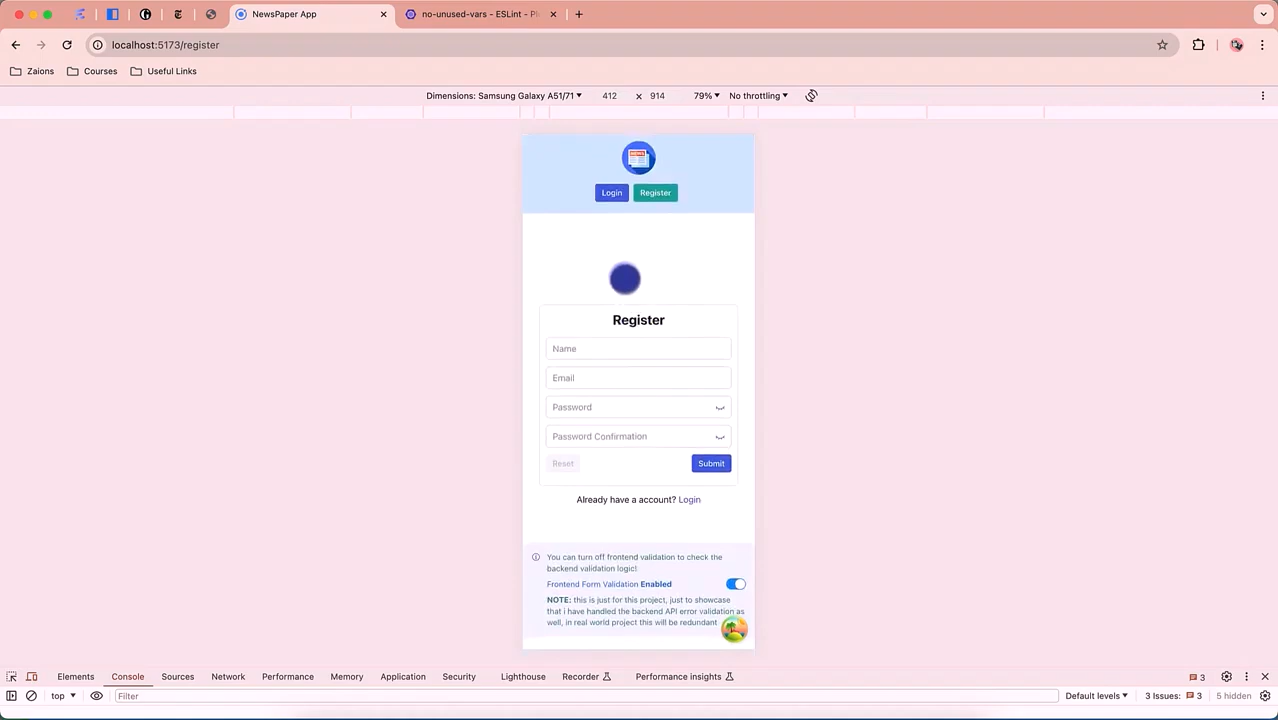 NewsPaper App
no-unused-vars - ESLint - Pl
localhost:5173/register
Zaions
Courses
Useful Links
Dimensions: Samsung Galaxy A51/71
412
×
914
79%
No throttling
NEWS
Login
Register
Register
Name
Email
Password
Password Confirmation
Reset
Submit
Already have a account? Login
You can turn off frontend validation to check the
backend validation logic!
Frontend Form Validation Enabled
NOTE: this is just for this project, just to showcase
that i have handled the backend API error validation as
well, in real world project this will be redundant
Elements
Console
Sources
Network
Performance
Memory
Application
Security
Lighthouse
Recorder
Performance insights
3
top
Filter
Default levels
3 Issues:
3
5 hidden